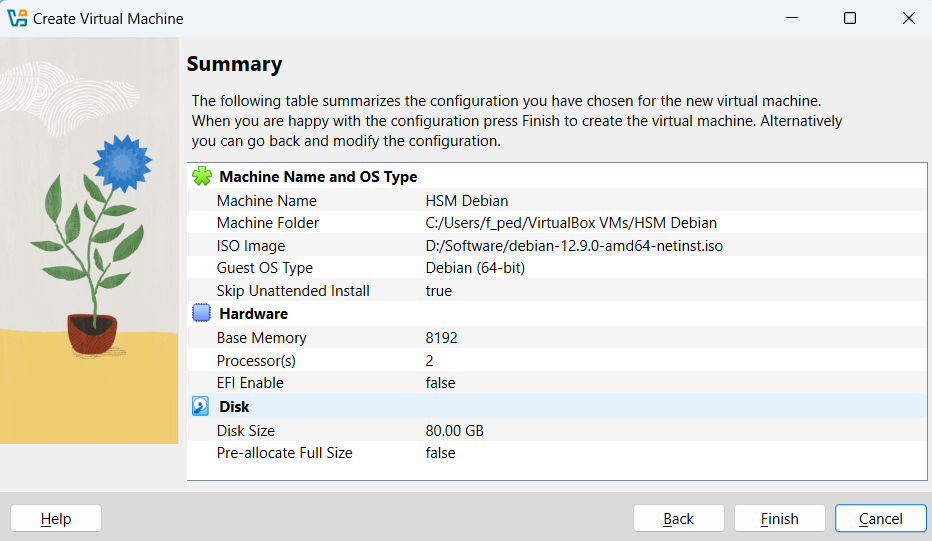 Create Virtual Machine
Summary
The following table summarizes the configuration you have chosen for the new virtual machine.
When you are happy with the configuration press Finish to create the virtual machine. Alternatively
you can go back and modify the configuration.
Machine Name and OS Type
Machine Name HSM Debian
Machine Folder C:/Users/f_ped/VirtualBox VMs/HSM Debian
ISO Image D:/Software/debian-12.9.0-amd64-netinst.iso
Guest OS Type Debian (64-bit)
Skip Unattended Install true
Hardware
Base Memory 8192
Processor(s) 2
EFI Enable false
Disk
Disk Size 80.00 GB
Pre-allocate Full Size false
Help Back Finish Cancel